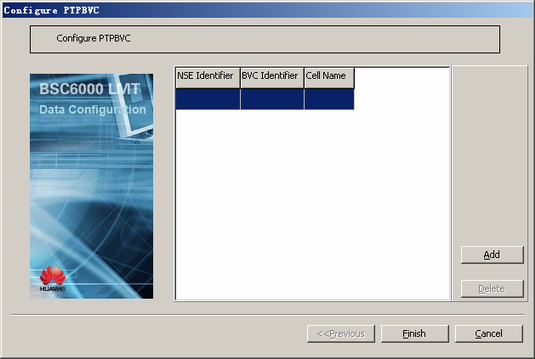 Configure PTPBVC
Configure PTPBVC
BSC6000 LMT
Data Configuration
HUAWEI
NSE Identifier BVC Identifier Cell Name
Add
Delete
<<Previous Finish Cancel